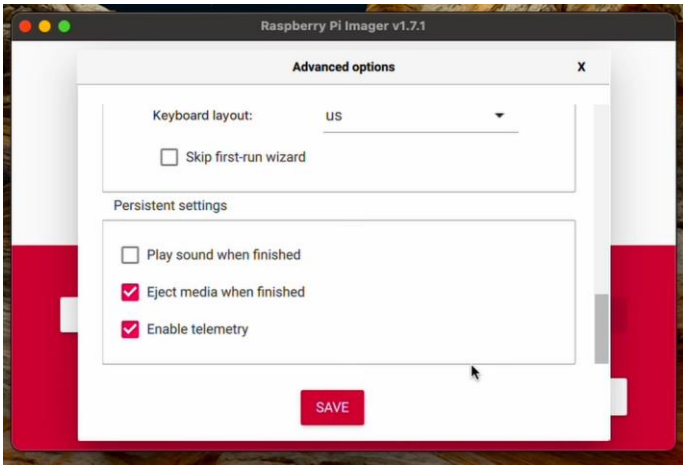 Raspberry Pi Imager v1.7.1
Advanced options X
Keyboard layout: us
Skip first-run wizard
Persistent settings
Play sound when finished
Eject media when finished
Enable telemetry
SAVE